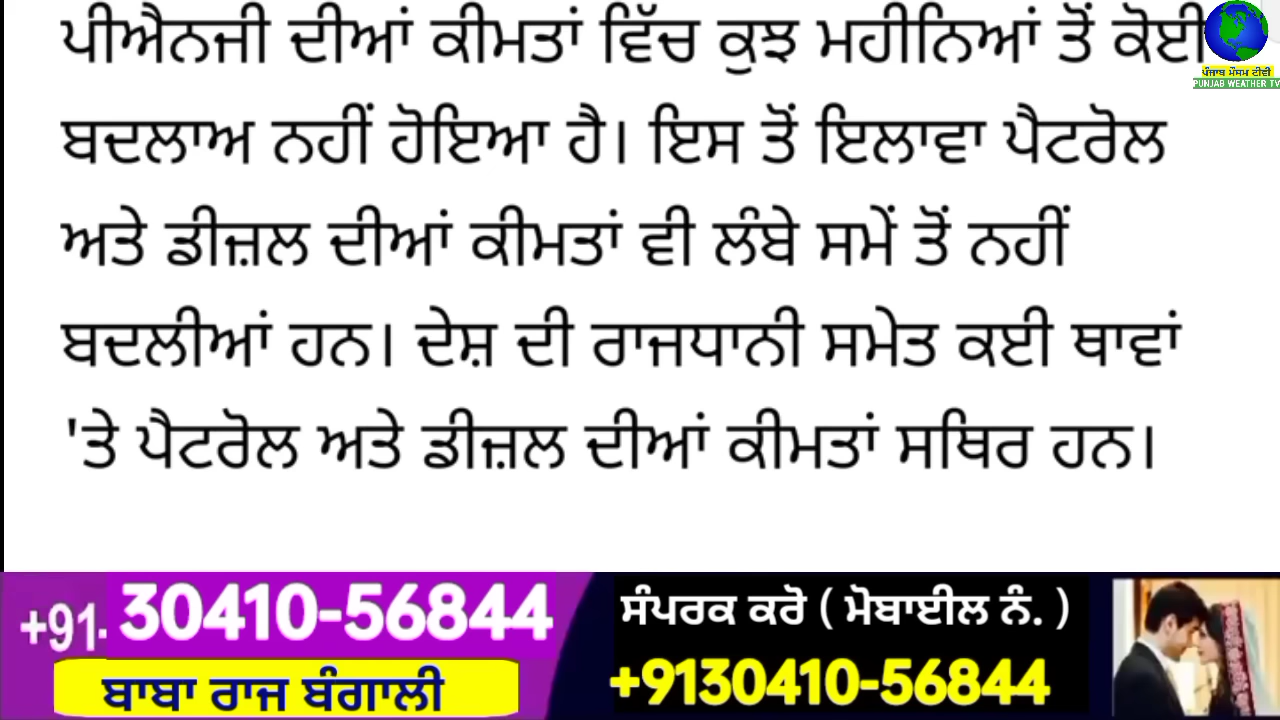 ਪੀਐਨਜੀ ਦੀਆਂ ਕੀਮਤਾਂ ਵਿੱਚ ਕੁਝ ਮਹੀਨਿਆਂ ਤੋਂ ਕੋਈ
ਬਦਲਾਅ ਨਹੀਂ ਹੋਇਆ ਹੈ। ਇਸ ਤੋਂ ਇਲਾਵਾ ਪੈਟਰੋਲ
ਅਤੇ ਡੀਜ਼ਲ ਦੀਆਂ ਕੀਮਤਾਂ ਵੀ ਲੰਬੇ ਸਮੇਂ ਤੋਂ ਨਹੀਂ
ਬਦਲੀਆਂ ਹਨ। ਦੇਸ਼ ਦੀ ਰਾਜਧਾਨੀ ਸਮੇਤ ਕਈ ਥਾਵਾਂ
'ਤੇ ਪੈਟਰੋਲ ਅਤੇ ਡੀਜ਼ਲ ਦੀਆਂ ਕੀਮਤਾਂ ਸਥਿਰ ਹਨ।
ਪੰਜਾਬ ਮੌਸਮ ਟੀਵੀ
PUNJAB WEATHER TV
+91-30410-56844
ਬਾਬਾ ਰਾਜ ਬੰਗਾਲੀ
ਸੰਪਰਕ ਕਰੋ ( ਮੋਬਾਈਲ ਨੰ. )
+9130410-56844